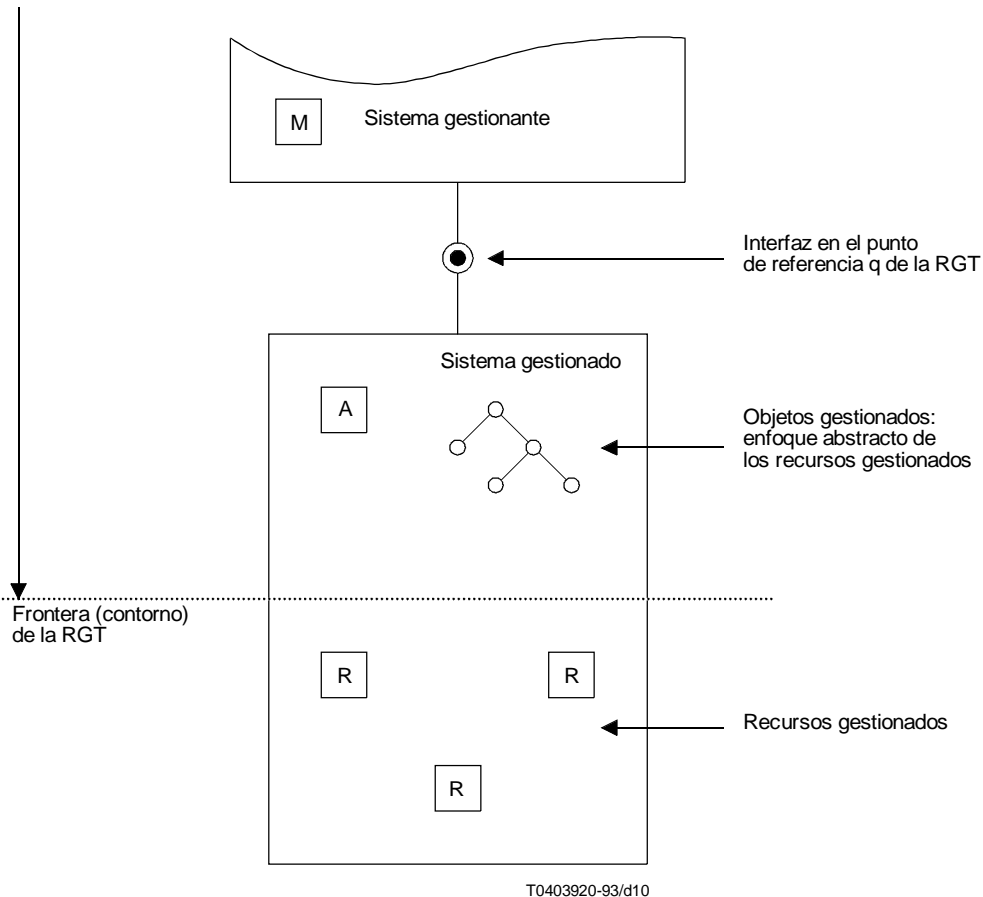 M
Sistema gestionante
Interfaz en el punto
de referencia q de la RGT
Sistema gestionado
A
Objetos gestionados:
enfoque abstracto de
los recursos gestionados
Frontera (contorno)
de la RGT
R
R
Recursos gestionados
R
T0403920-93/d10